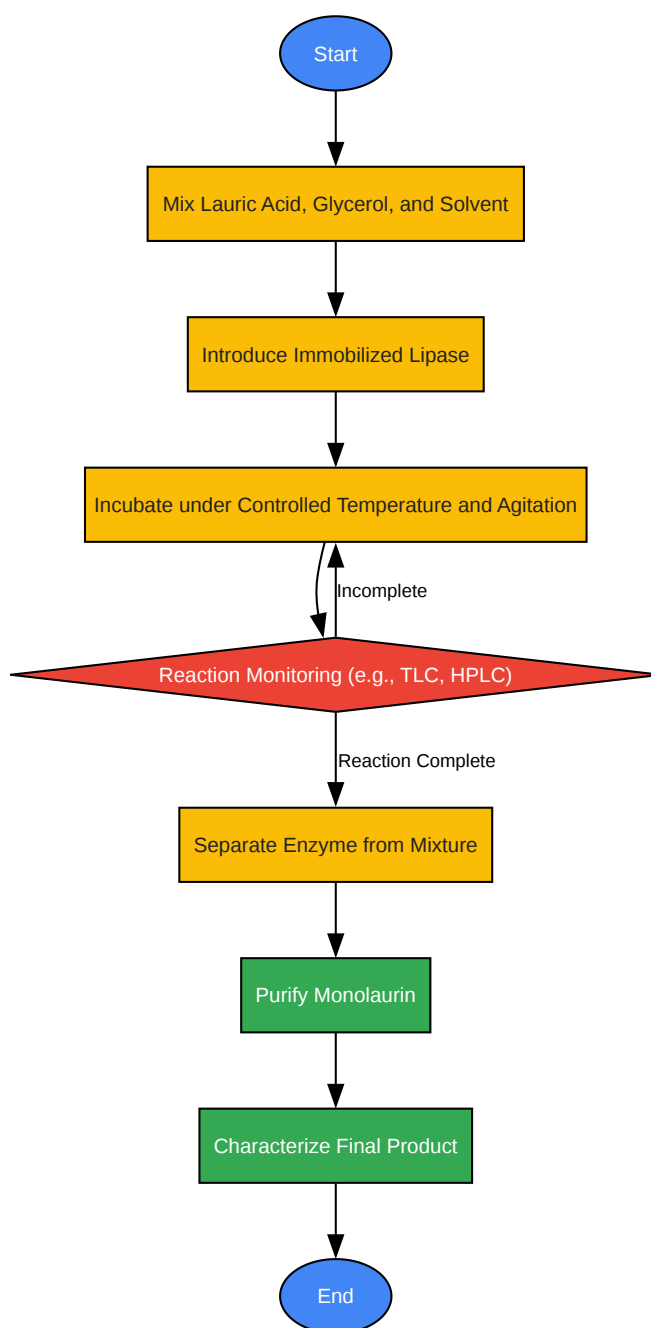 Start
Mix Lauric Acid, Glycerol, and Solvent
Introduce Immobilized Lipase
Incubate under Controlled Temperature and Agitation
Incomplete
Reaction Monitoring (e.g., TLC, HPLC)
Reaction Complete
Separate Enzyme from Mixture
Purify Monolaurin
Characterize Final Product
End